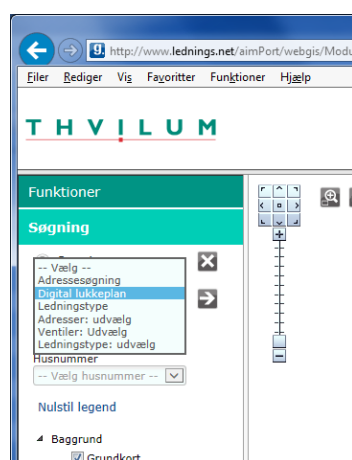 http://www.lednings.net/aimPort/webgis/Modu
Filer Rediger Vis Favoritter Funktioner Hjælp
THVILUM
Funktioner
Søgning
-- Vælg --
Adressesøgning
Digital lukkeplan
Ledningstype
Adresser: udvælg
Ventiler: Udvælg
Ledningstype: udvælg
Husnummer
-- Vælg husnummer --
Nulstil legend
Baggrund
Grundkort